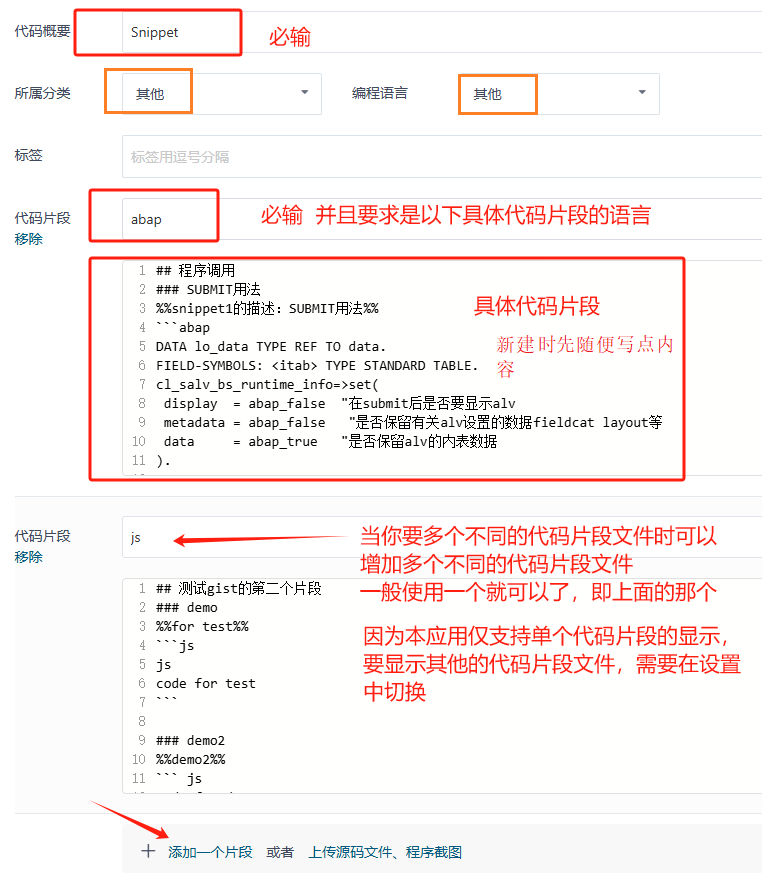 代码概要
Snippet
必输
所属分类
其他
编程语言
其他
标签
标签用逗号分隔
代码片段
移除
abap
必输 并且要求是以下具体代码片段的语言
1 ## 程序调用
2 ### SUBMIT用法
3 %%snippet1的描述：SUBMIT用法%%
4 ```abap
5 DATA lo_data TYPE REF TO data.
6 FIELD-SYMBOLS: <itab> TYPE STANDARD TABLE.
7 cl_salv_bs_runtime_info=>set(
8  display  = abap_false  "在submit后是否要显示alv
9  metadata = abap_false   "是否保留有关alv设置的数据fieldcat layout等
10  data     = abap_true   "是否保留alv的内表数据
11 ).
具体代码片段
新建时先随便写点内
容
代码片段
移除
js
当你要多个不同的代码片段文件时可以
增加多个不同的代码片段文件
一般使用一个就可以了，即上面的那个
因为本应用仅支持单个代码片段的显示，
要显示其他的代码片段文件，需要在设置
中切换
1 ## 测试gist的第二个片段
2 ### demo
3 %%for test%%
4 ```js
5 js
6 code for test
7 ```
8
9 ### demo2
10 %%demo2%%
11 ``` js
+ 添加一个片段 或者 上传源码文件、程序截图